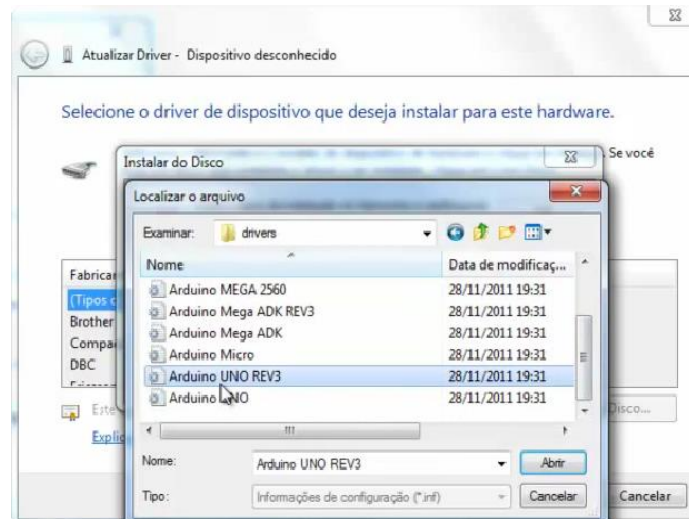 Atualizar Driver - Dispositivo desconhecido
Selecione o driver de dispositivo que deseja instalar para este hardware.
Instalar do Disco
. Se você
Localizar o arquivo
Examinar: drivers
Nome Data de modificaç...
Arduino MEGA 2560 28/11/2011 19:31
Arduino Mega ADK REV3 28/11/2011 19:31
Arduino Mega ADK 28/11/2011 19:31
Arduino Micro 28/11/2011 19:31
Arduino UNO REV3 28/11/2011 19:31
Arduino UNO 28/11/2011 19:31
Fabrican
(Tipos c
Brother
Compa
DBC
Este
Disco...
Explic
Nome: Arduino UNO REV3 Abrir
Tipo: Informações de configuração (*.inf) Cancelar
Cancelar